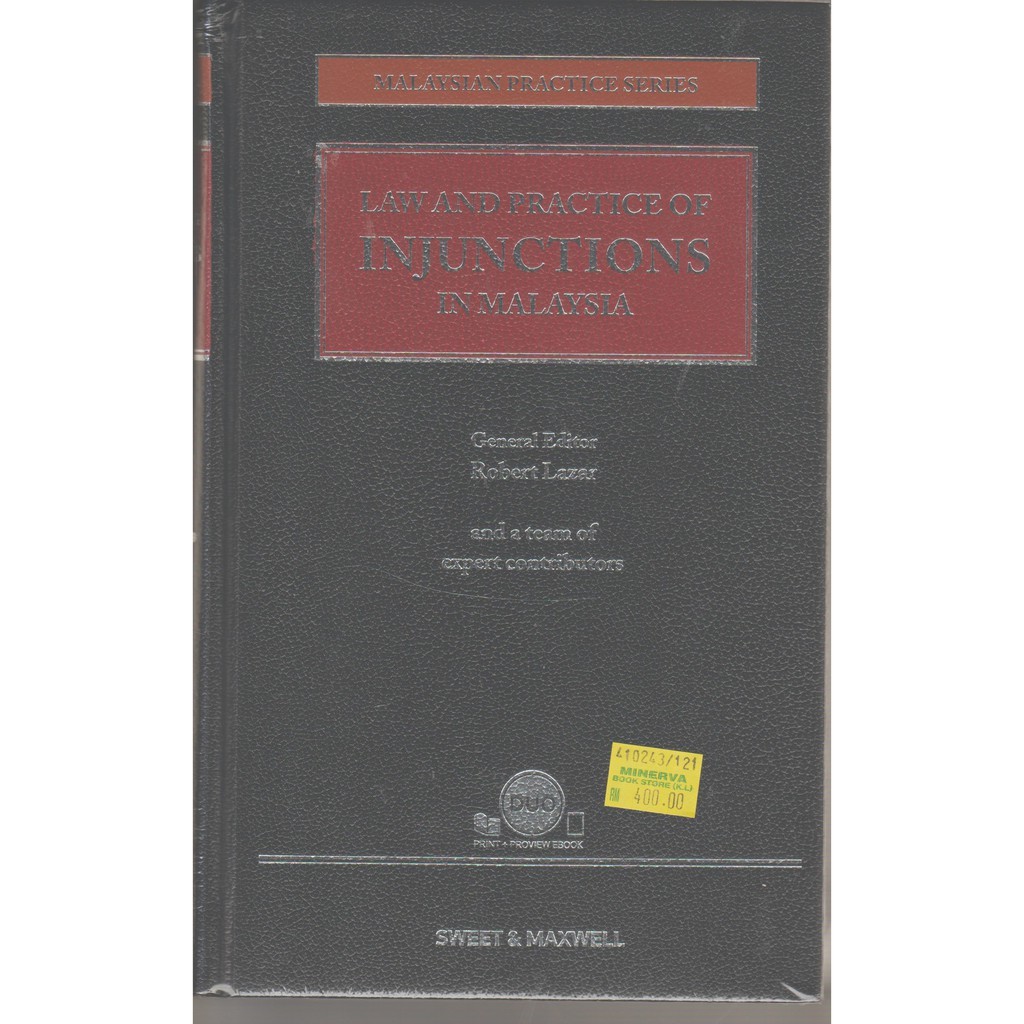 MALAYSIAN PRACTICE SERIES
LAW AND PRACTICE OF
INJUNCTIONS
IN MALAYSIA
General Editor
Robert Lazar
and a team of
expert contributors
410243/121
MINERVA
BOOK STORE (K.L)
RM 400.00
DUO
PRINT + PROVIEW EBOOK
SWEET & MAXWELL